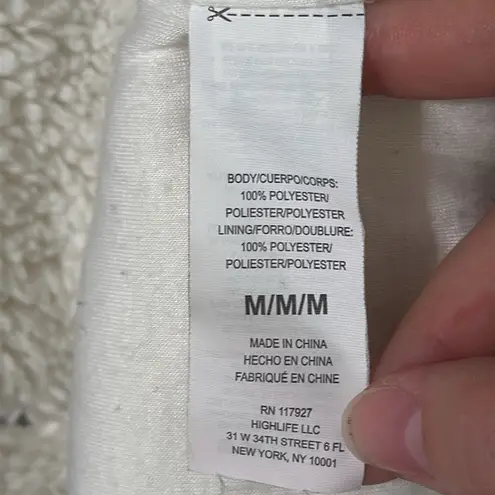 BODY/CUERPO/CORPS:
100% POLYESTER/
POLIESTER/POLYESTER
LINING/FORRO/DOUBLURE:
100% POLYESTER/
POLIESTER/POLYESTER
M/M/M
MADE IN CHINA
HECHO EN CHINA
FABRIQUÉ EN CHINE
RN 117927
HIGHLIFE LLC
31 W 34TH STREET 6 FL
NEW YORK, NY 10001